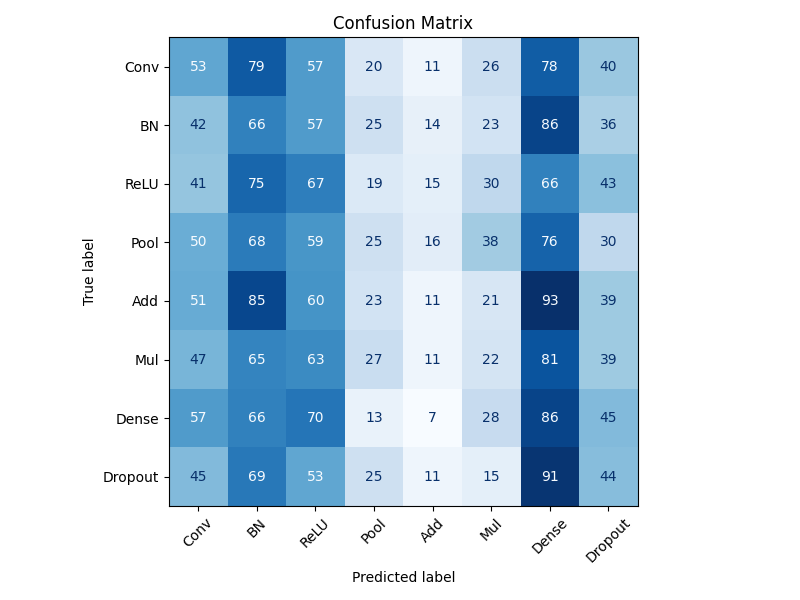 Confusion Matrix
True label
Conv 53 79 57 20 11 26 78 40
BN 42 66 57 25 14 23 86 36
ReLU 41 75 67 19 15 30 66 43
Pool 50 68 59 25 16 38 76 30
Add 51 85 60 23 11 21 93 39
Mul 47 65 63 27 11 22 81 39
Dense 57 66 70 13 7 28 86 45
Dropout 45 69 53 25 11 15 91 44
Conv BN ReLU Pool Add Mul Dense Dropout
Predicted label